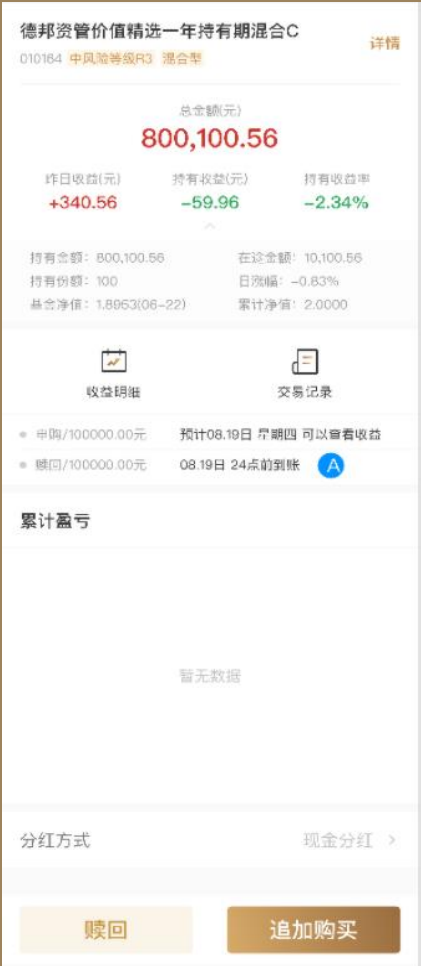 德邦资管价值精选一年持有期混合C
详情
010164 中风险等级R3 混合型
总金额(元)
800,100.56
昨日收益(元) 持有收益(元) 持有收益率
+340.56 -59.96 -2.34%
持有金额：800,100.56 在途金额：10,100.56
持有份额：100 日涨幅：-0.83%
基金净值：1.8953(06-22) 累计净值：2.0000
收益明细 交易记录
申购/100000.00元 预计08.19日 星期四 可以查看收益
赎回/100000.00元 08.19日 24点前到账 A
累计盈亏
暂无数据
分红方式 现金分红 >
赎回 追加购买